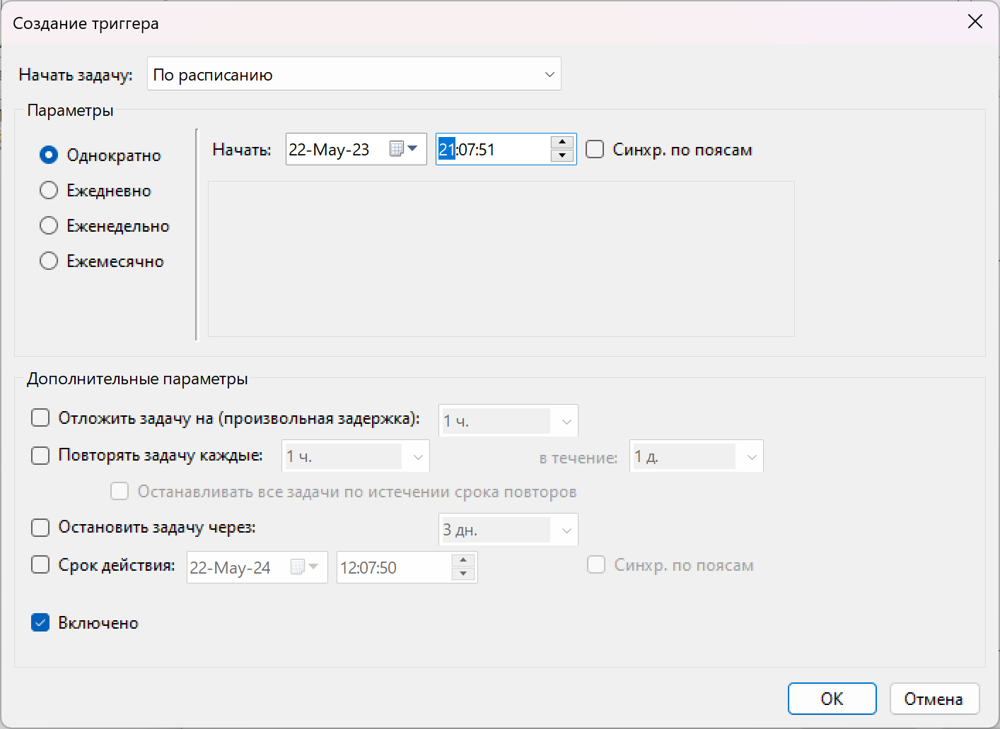 Создание триггера
Начать задачу: По расписанию
Параметры
Однократно
Ежедневно
Еженедельно
Ежемесячно
Начать: 22-May-23 21:07:51 Синхр. по поясам
Дополнительные параметры
Отложить задачу на (произвольная задержка): 1 ч.
Повторять задачу каждые: 1 ч. в течение: 1 д.
Останавливать все задачи по истечении срока повторов
Остановить задачу через: 3 дн.
Срок действия: 22-May-24 12:07:50 Синхр. по поясам
Включено
OK Отмена